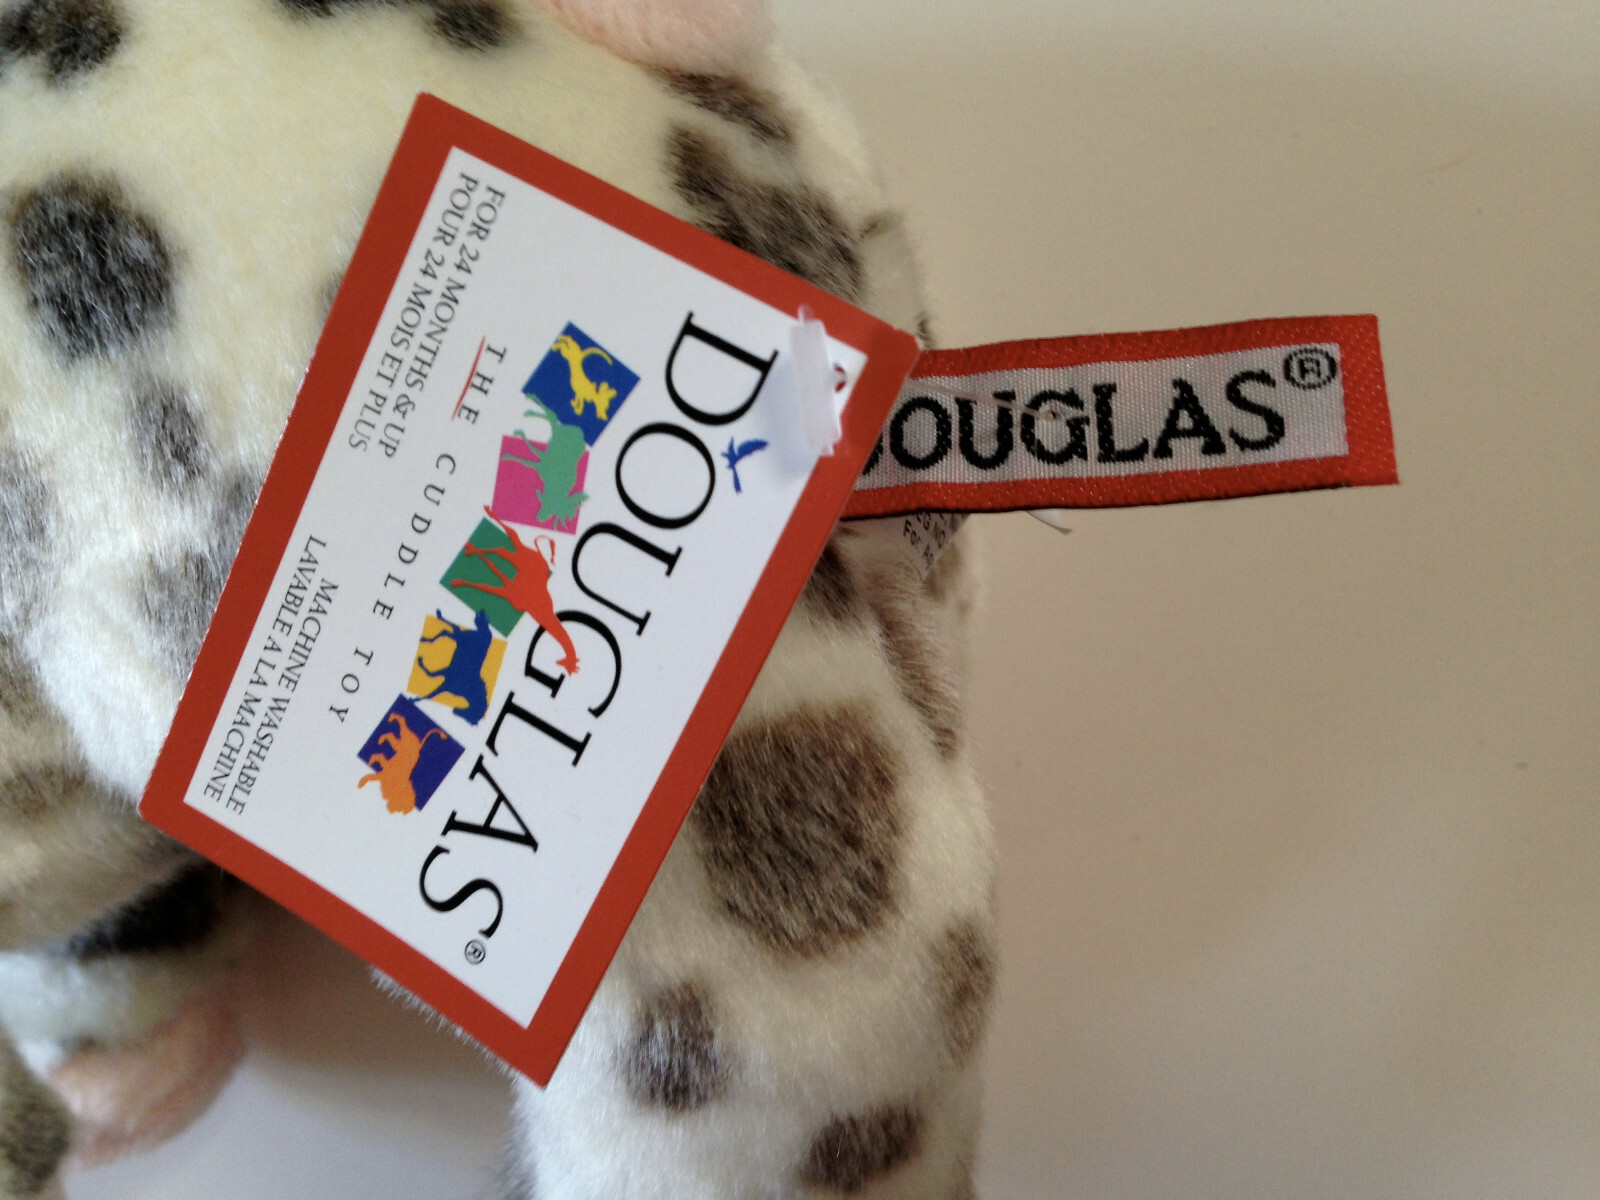 DOUGLAS®
THE CUDDLE TOY
FOR 24 MONTHS & UP
POUR 24 MOIS ET PLUS
MACHINE WASHABLE
LAVABLE A LA MACHINE
OUGLAS®